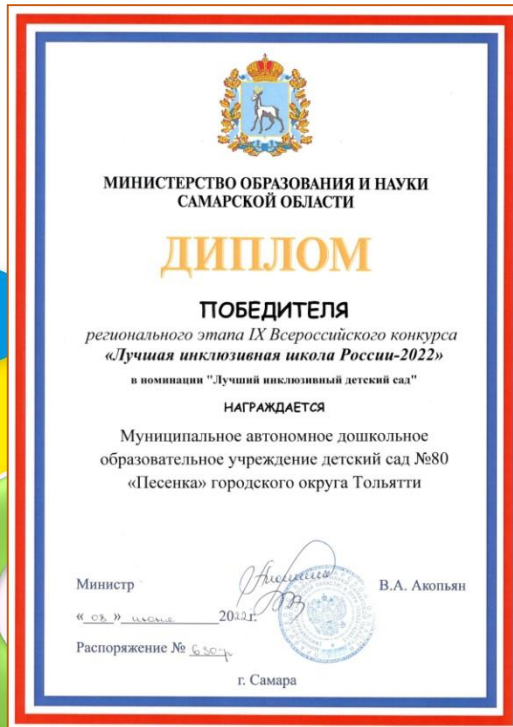 МИНИСТЕРСТВО ОБРАЗОВАНИЯ И НАУКИ
САМАРСКОЙ ОБЛАСТИ
ДИПЛОМ
ПОБЕДИТЕЛЯ
регионального этапа IX Всероссийского конкурса
«Лучшая инклюзивная школа России-2022»
в номинации "Лучший инклюзивный детский сад"
НАГРАЖДАЕТСЯ
Муниципальное автономное дошкольное
образовательное учреждение детский сад №80
«Песенка» городского округа Тольятти
Министр В.А. Акопьян
« 08 » июня 2022г.
Распоряжение № 630-р
г. Самара